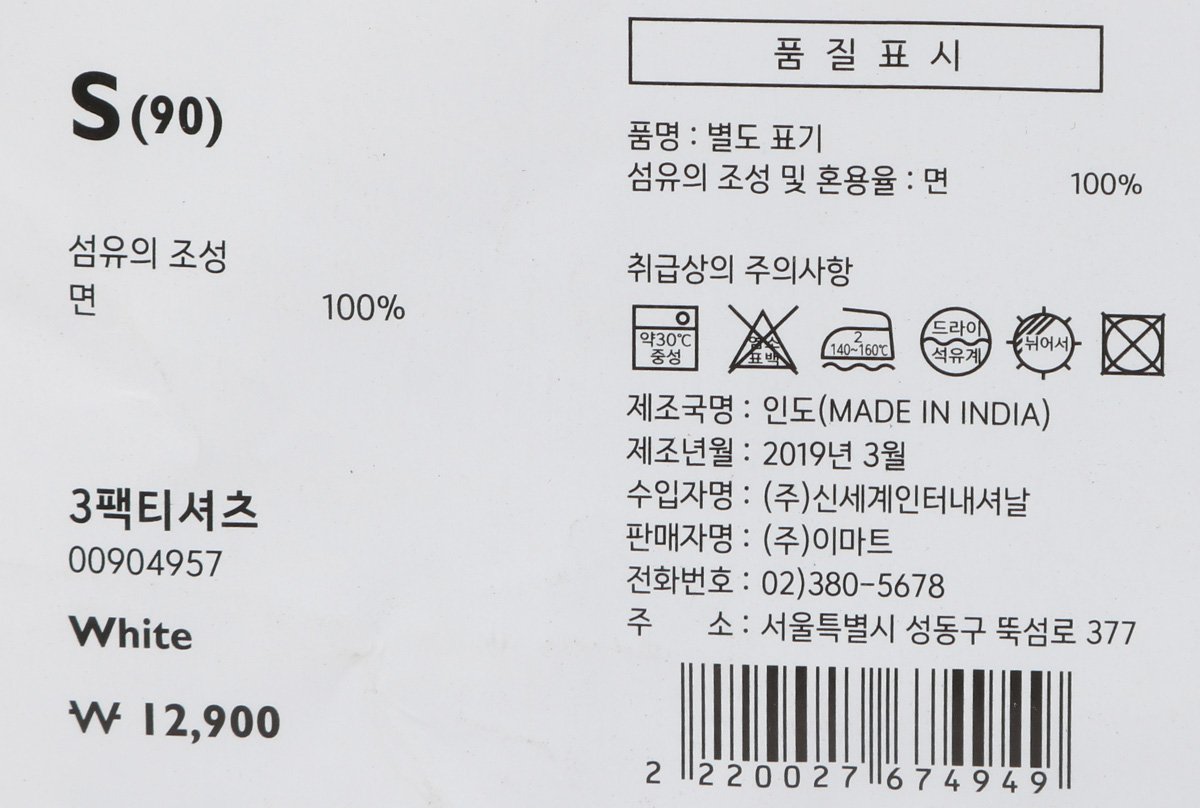 S (90)
섬유의 조성
면 100%
3팩티셔츠
00904957
White
₩ 12,900
품 질 표 시
품명 : 별도 표기
섬유의 조성 및 혼용율 : 면 100%
취급상의 주의사항
약30℃
중성
염소
표백
2
140~160℃
드라이
석유계
뉘어서
제조국명 : 인도(MADE IN INDIA)
제조년월 : 2019년 3월
수입자명 : (주)신세계인터내셔날
판매자명 : (주)이마트
전화번호 : 02)380-5678
주 소 : 서울특별시 성동구 뚝섬로 377
2 220027 674949